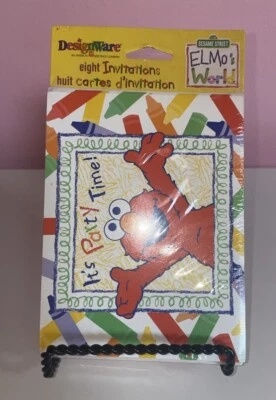 DesignWare
SESAME STREET
ELMO's
World
eight Invitations
huit cartes d'invitation
It's Party Time!